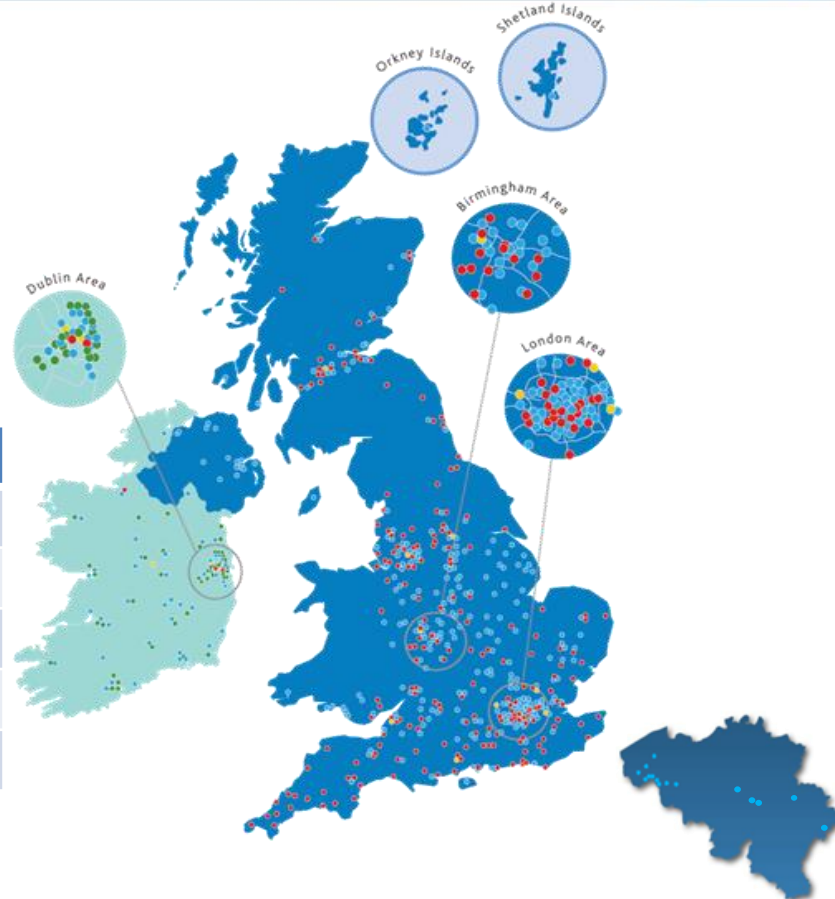 Shetland Islands
Orkney Islands
Birmingham Area
Dublin Area
London Area